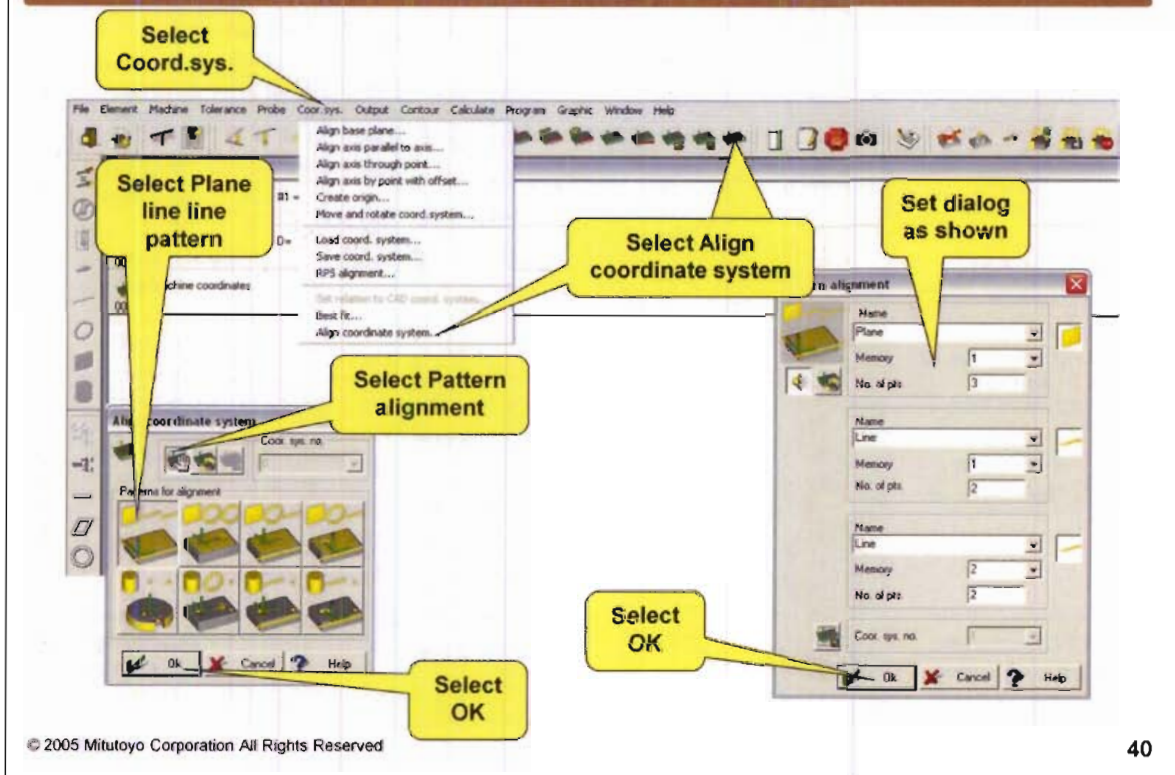 Select
Coord.sys.
File Element Machine Tolerance Probe Coor.sys. Output Contour Calculate Program Graphic Window Help
Align base plane...
Align axis parallel to axis...
Align axis through point...
Align axis by point with offset...
Create origin...
Move and rotate coord.system...
Load coord. system...
Save coord. system...
RPS alignment...
Set relation to CAD coord. system...
Best fit...
Align coordinate system...
Select Plane
line line
pattern
Select Align
coordinate system
Set dialog
as shown
Select Pattern
alignment
coordinate system
Coor. sys. no.
Patterns for alignment
Ok Cancel Help
Select
OK
alignment
Name
Plane
Memory 1
No. of pts. 3
Name
Line
Memory 1
No. of pts. 2
Name
Line
Memory 2
No. of pts. 2
Coor. sys. no.
Ok Cancel Help
Select
OK
© 2005 Mitutoyo Corporation All Rights Reserved
40